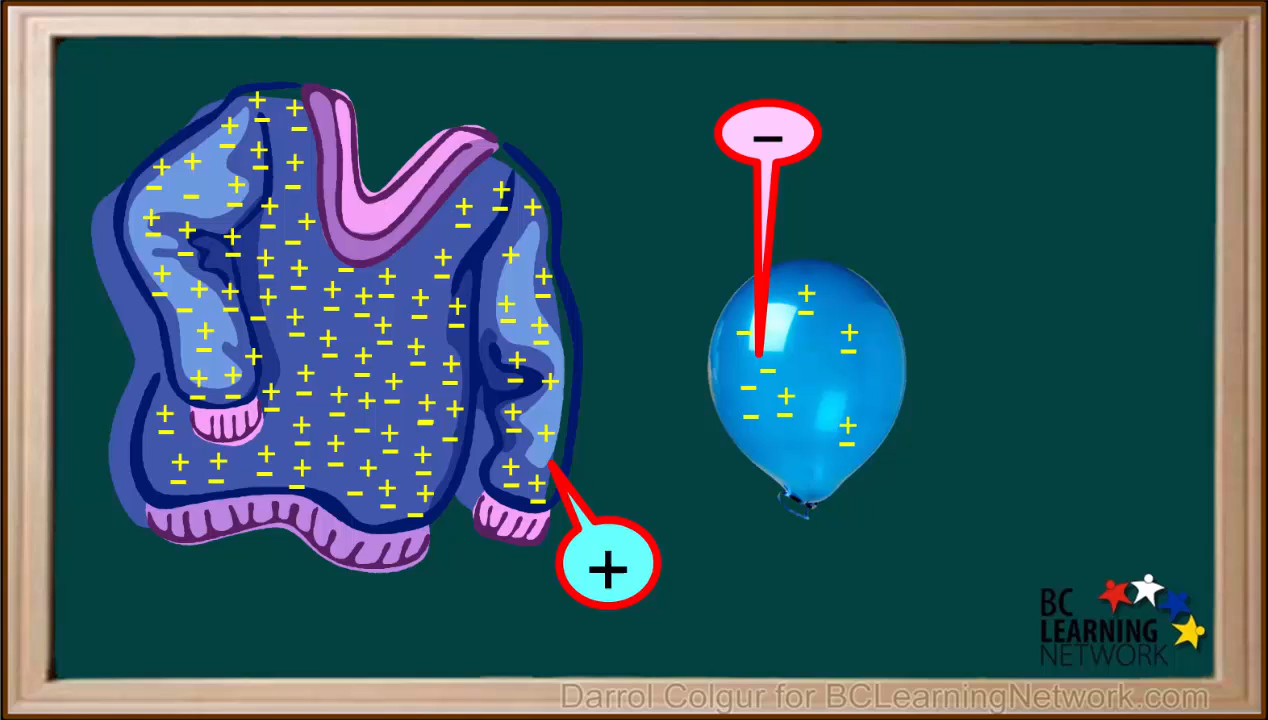 −
+
BC
LEARNING
NETWORK
Darrol Colgur for BCLearningNetwork.com